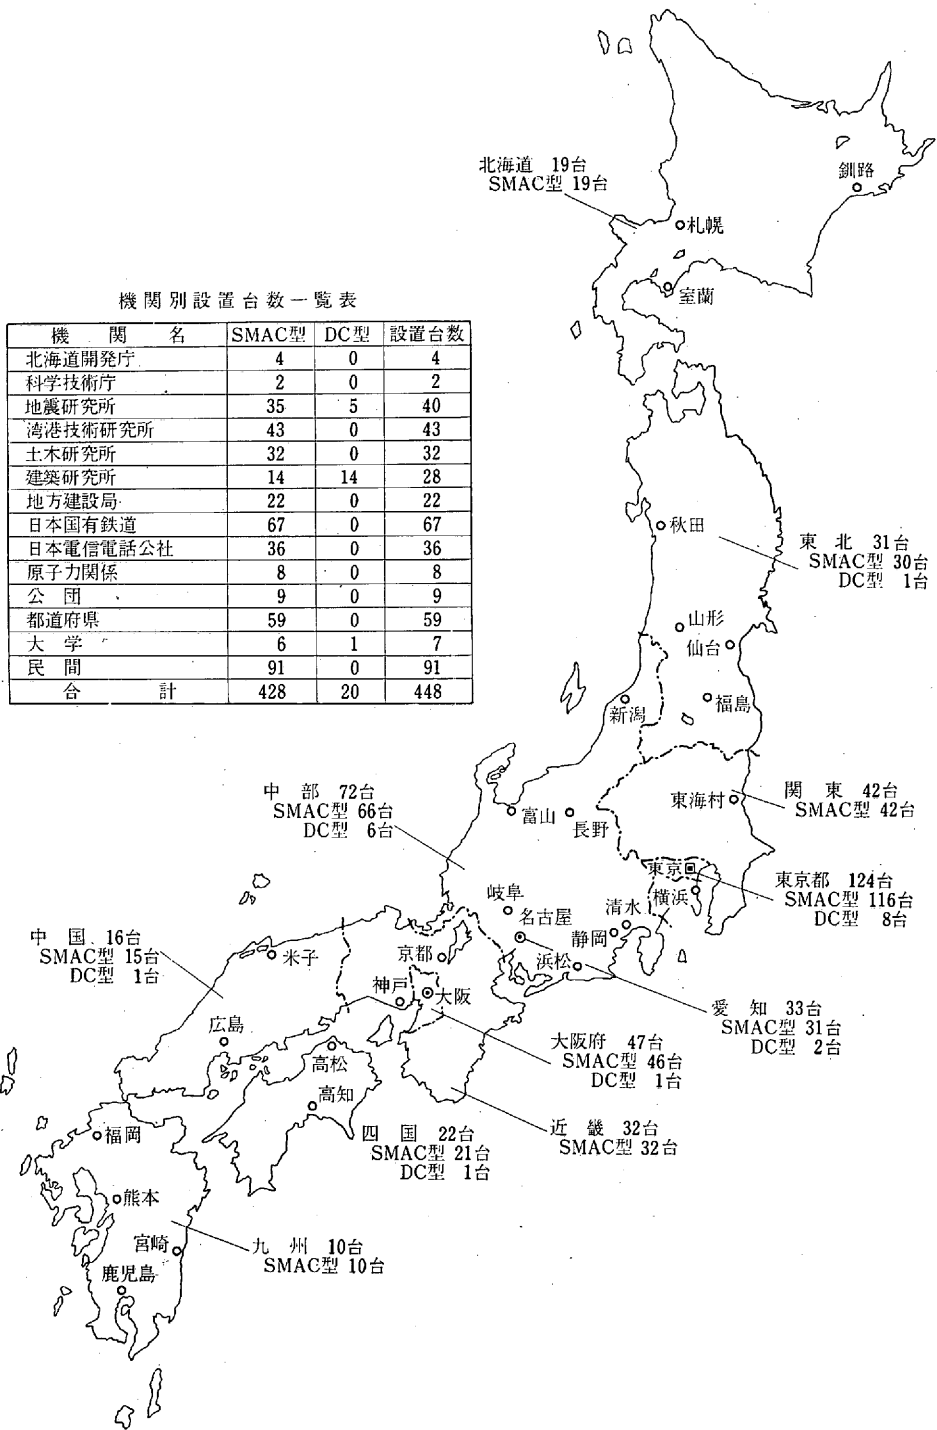 北海道 19台
SMAC型 19台
釧路
札幌
室蘭
機関別設置台数一覧表
機関名 SMAC型 DC型 設置台数
北海道開発庁 4 0 4
科学技術庁 2 0 2
地震研究所 35 5 40
湾港技術研究所 43 0 43
土木研究所 32 0 32
建築研究所 14 14 28
地方建設局 22 0 22
日本国有鉄道 67 0 67
日本電信電話公社 36 0 36
原子力関係 8 0 8
公団 9 0 9
都道府県 59 0 59
大学 6 1 7
民間 91 0 91
合計 428 20 448
秋田
東北 31台
SMAC型 30台
DC型 1台
山形
仙台
新潟
福島
中部 72台
SMAC型 66台
DC型 6台
富山
長野
東海村
関東 42台
SMAC型 42台
東京
東京都 124台
SMAC型 116台
DC型 8台
横浜
岐阜
名古屋
清水
静岡
浜松
中国 16台
SMAC型 15台
DC型 1台
米子
京都
神戸
大阪
愛知 33台
SMAC型 31台
DC型 2台
広島
高松
大阪府 47台
SMAC型 46台
DC型 1台
高知
四国 22台
SMAC型 21台
DC型 1台
近畿 32台
SMAC型 32台
福岡
熊本
宮崎
九州 10台
SMAC型 10台
鹿児島